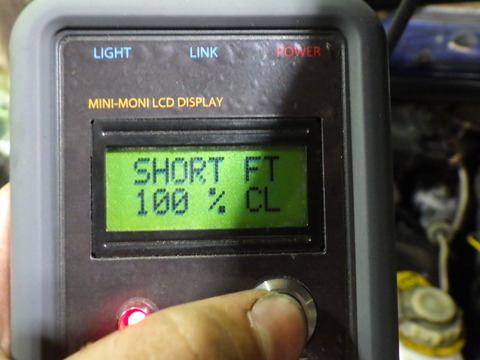 LIGHT LINK POWER
MINI-MONI LCD DISPLAY
SHORT FT
100 % CL